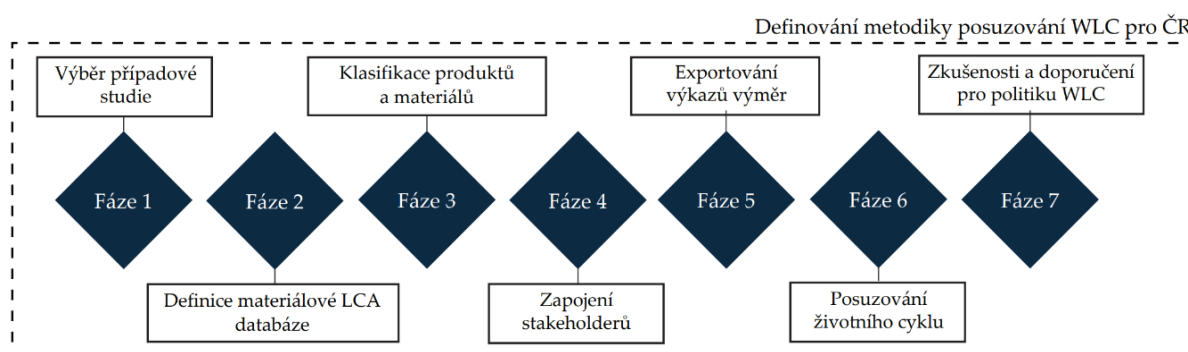 Definování metodiky posuzování WLC pro ČR
Výběr případové
studie
Klasifikace produktů
a materiálů
Exportování
výkazů výměr
Zkušenosti a doporučení
pro politiku WLC
Fáze 1
Fáze 2
Fáze 3
Fáze 4
Fáze 5
Fáze 6
Fáze 7
Definice materiálové LCA
databáze
Zapojení
stakeholderů
Posuzování
životního cyklu